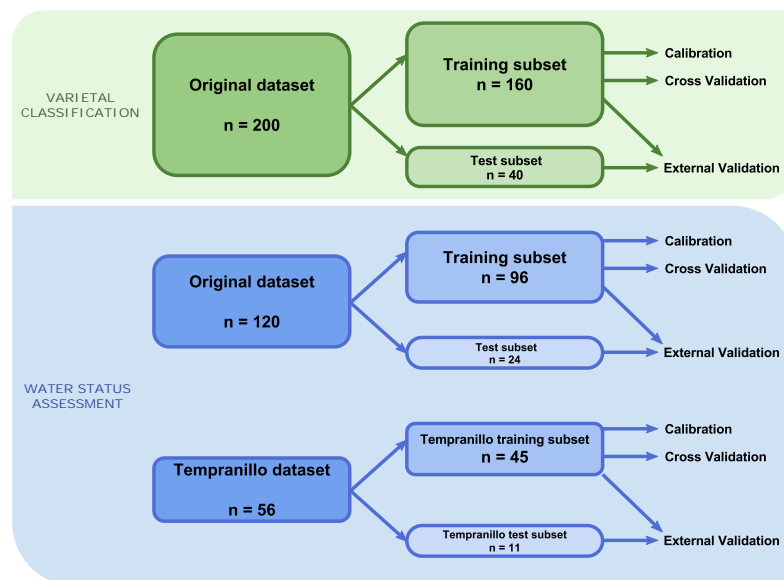 VARIETAL
CLASSIFICATION
Original dataset
n = 200
Training subset
n = 160
Test subset
n = 40
Calibration
Cross Validation
External Validation
WATER STATUS
ASSESSMENT
Original dataset
n = 120
Training subset
n = 96
Test subset
n = 24
Calibration
Cross Validation
External Validation
Tempranillo dataset
n = 56
Tempranillo training subset
n = 45
Tempranillo test subset
n = 11
Calibration
Cross Validation
External Validation